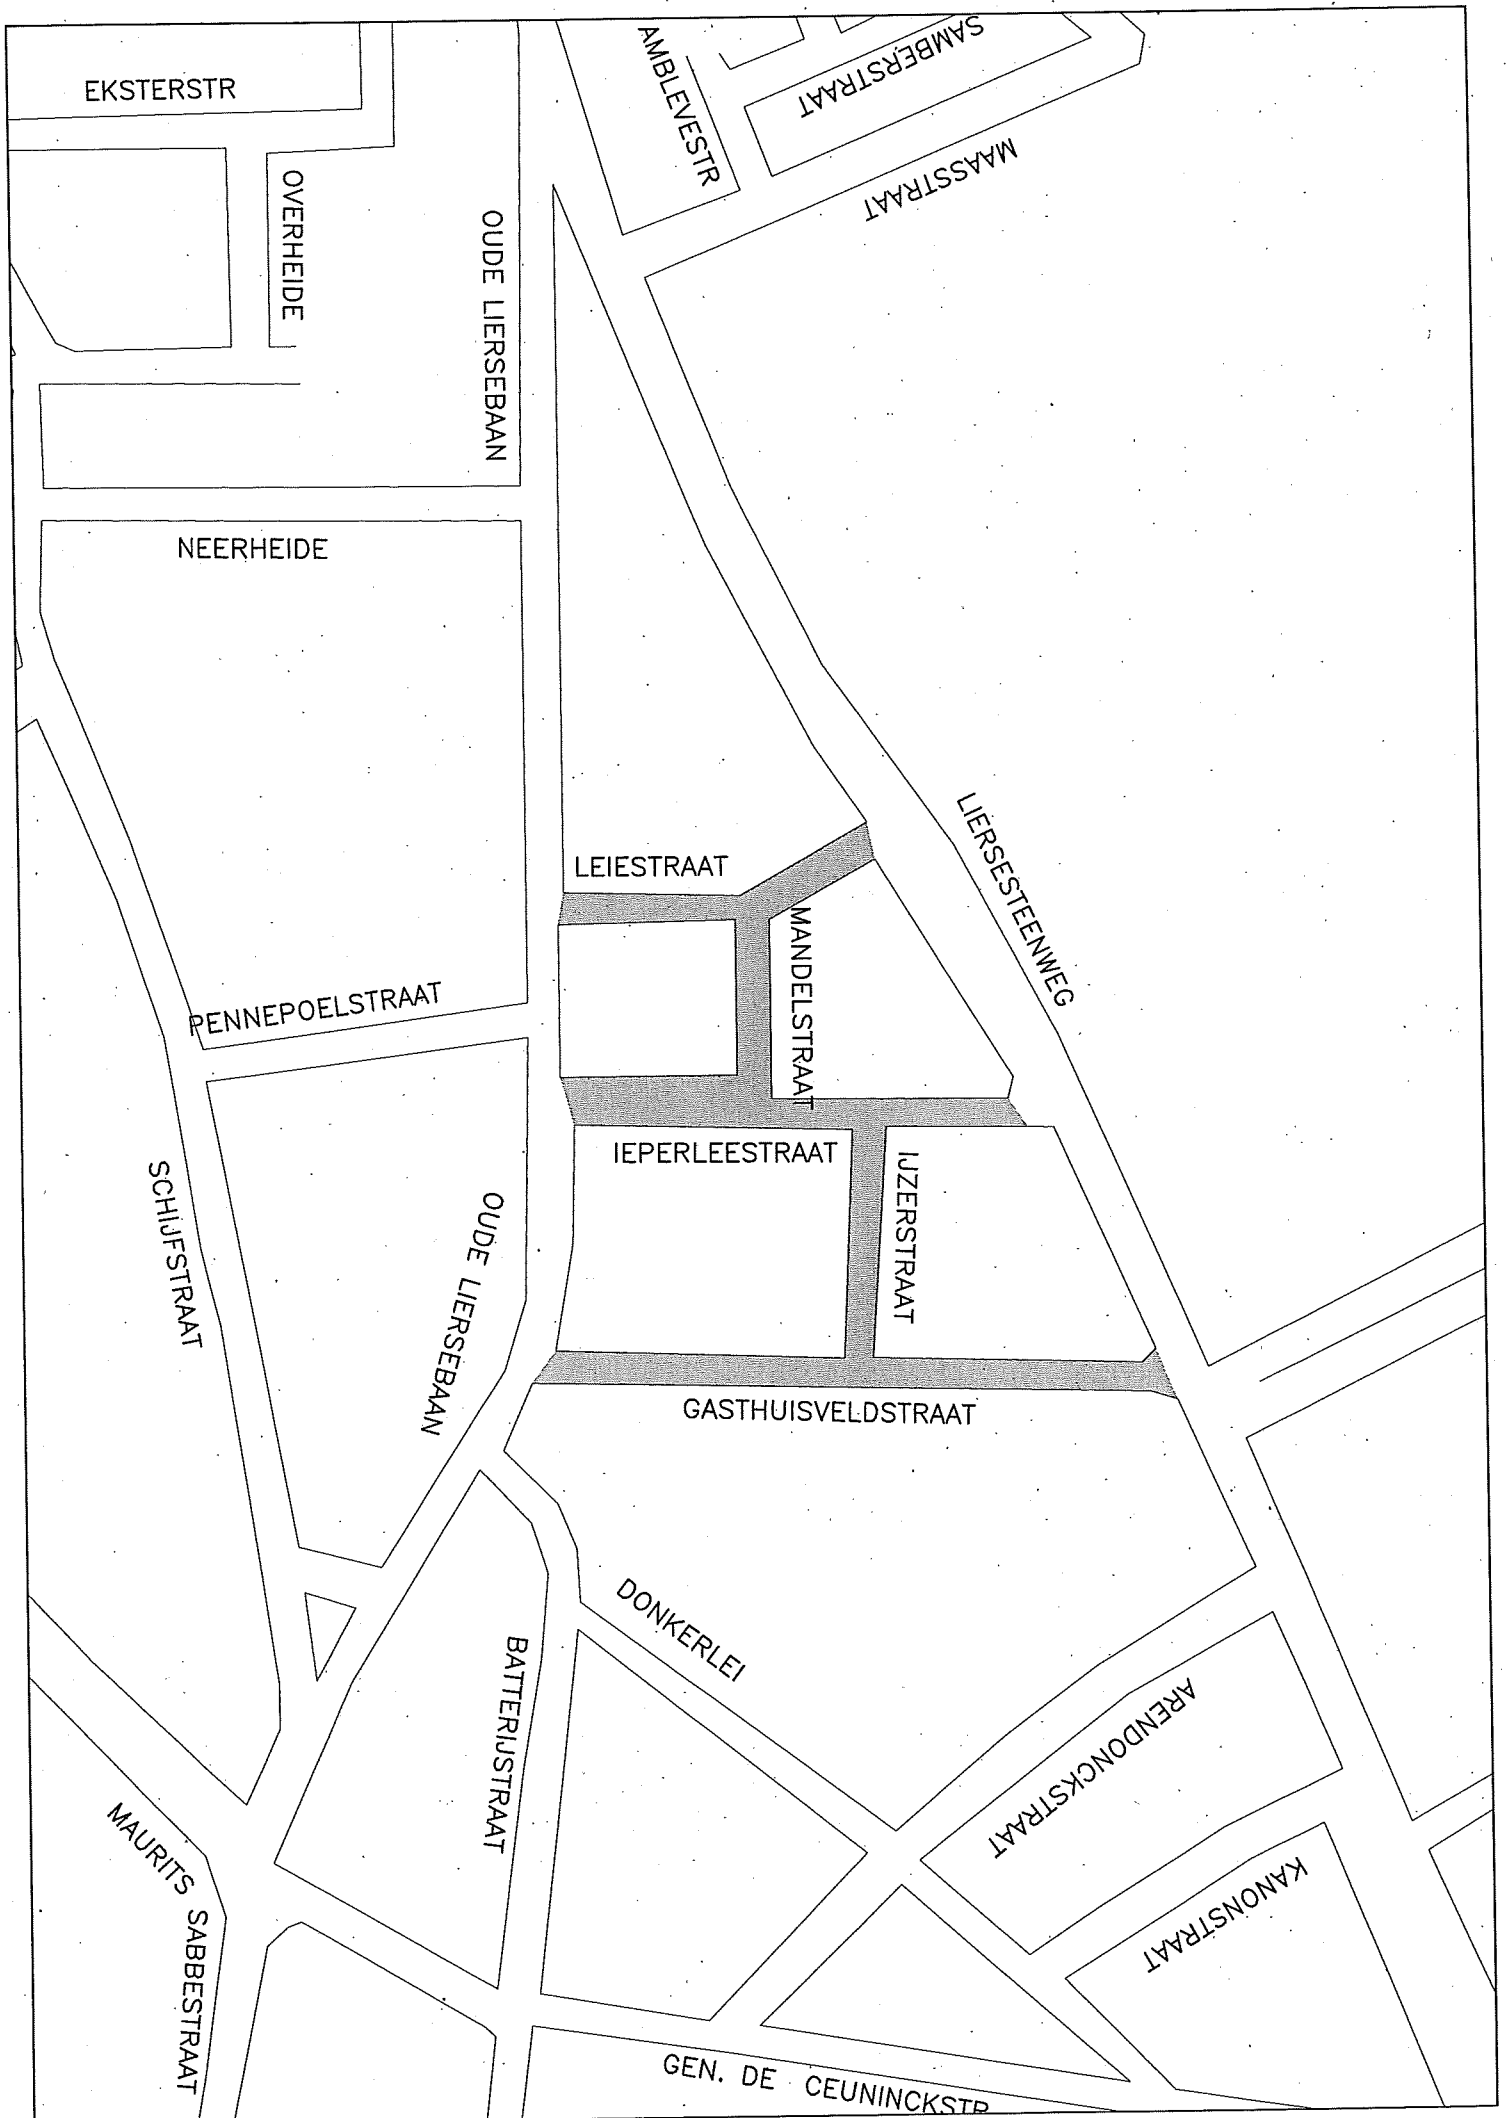 EKSTERSTR
AMBLEVESTR
SAMBERSTRAAT
MAASSTRAAT
OVERHEIDE
OUDE LIERSEBAAN
NEERHEIDE
LIERSESTEENWEG
LEIESTRAAT
MANDELSTRAAT
PENNEPOELSTRAAT
IEPERLEESTRAAT
IJZERSTRAAT
SCHIJFSTRAAT
OUDE LIERSEBAAN
GASTHUISVELDSTRAAT
DONKERLEI
BATTERIJSTRAAT
ARENDONCKSTRAAT
MAURITS SABBESTRAAT
KANONSTRAAT
GEN. DE CEUNINCKSTR